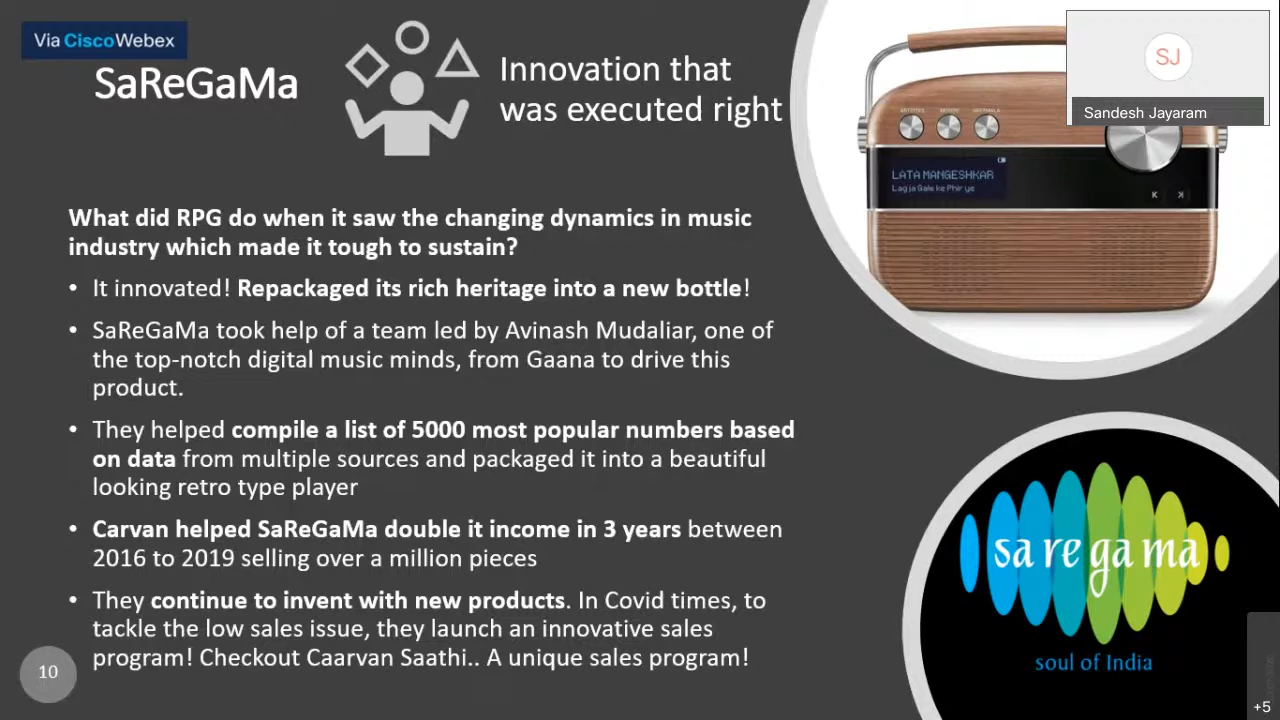 Via CiscoWebex
SaReGaMa
Innovation that
was executed right
SJ
Sandesh Jayaram
LATA MANGESHKAR
Lag ja Gale ke Phir ye
What did RPG do when it saw the changing dynamics in music
industry which made it tough to sustain?
• It innovated! Repackaged its rich heritage into a new bottle!
• SaReGaMa took help of a team led by Avinash Mudaliar, one of
the top-notch digital music minds, from Gaana to drive this
product.
• They helped compile a list of 5000 most popular numbers based
on data from multiple sources and packaged it into a beautiful
looking retro type player
• Carvan helped SaReGaMa double it income in 3 years between
2016 to 2019 selling over a million pieces
• They continue to invent with new products. In Covid times, to
tackle the low sales issue, they launch an innovative sales
program! Checkout Caarvan Saathi.. A unique sales program!
sa re ga ma
soul of India
10
+5